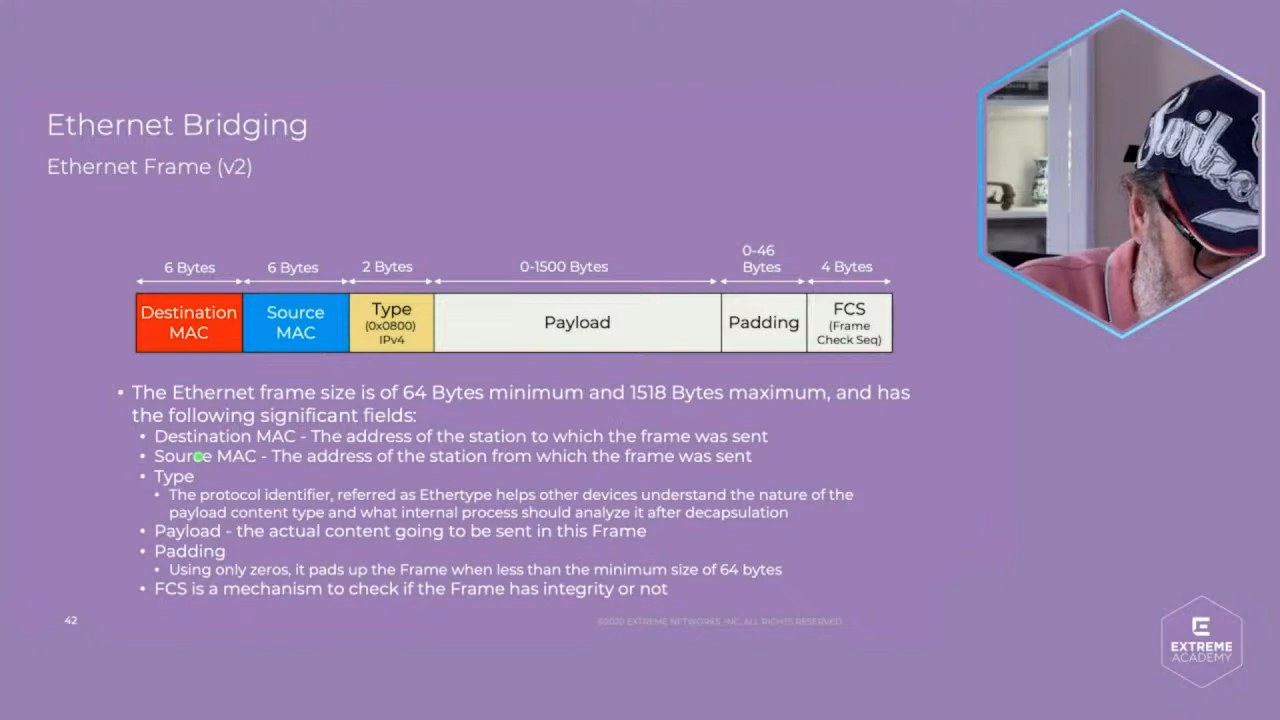 Ethernet Bridging
Ethernet Frame (v2)
0-46
6 Bytes 6 Bytes 2 Bytes 0-1500 Bytes Bytes 4 Bytes
Destination MAC
Source MAC
Type (0x0800) IPv4
Payload
Padding
FCS (Frame Check Seq)
• The Ethernet frame size is of 64 Bytes minimum and 1518 Bytes maximum, and has
the following significant fields:
• Destination MAC - The address of the station to which the frame was sent
• Source MAC - The address of the station from which the frame was sent
• Type
• The protocol identifier, referred as Ethertype helps other devices understand the nature of the
payload content type and what internal process should analyze it after decapsulation
• Payload - the actual content going to be sent in this Frame
• Padding
• Using only zeros, it pads up the Frame when less than the minimum size of 64 bytes
• FCS is a mechanism to check if the Frame has integrity or not
42
©2020 EXTREME NETWORKS, INC. ALL RIGHTS RESERVED
EXTREME
ACADEMY